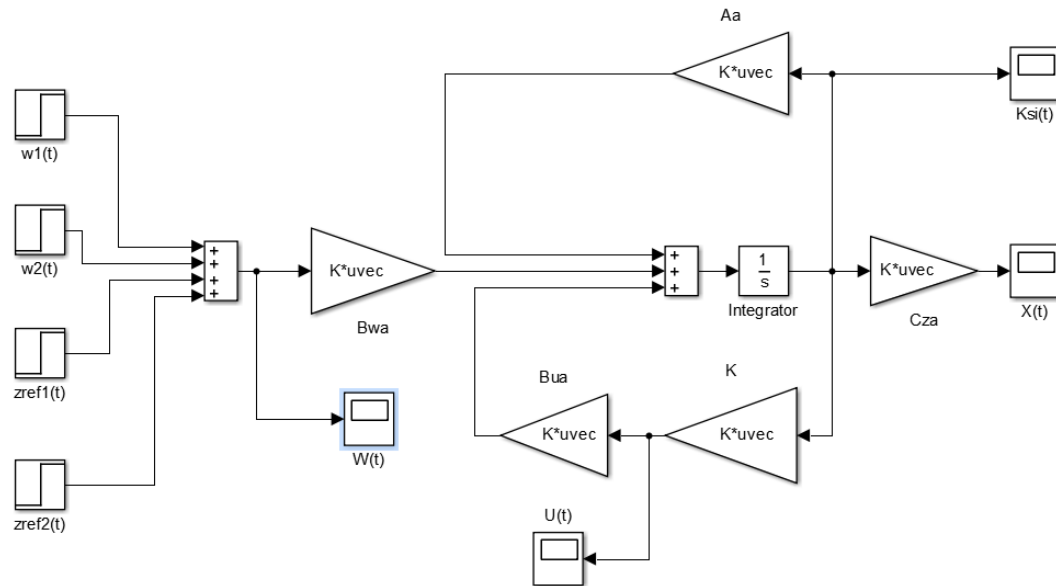 Aa
K*uvec
Ksi(t)
w1(t)
w2(t)
+
+
+
+
K*uvec
Bwa
+
+
+
1
s
Integrator
K*uvec
Cza
X(t)
zref1(t)
W(t)
Bua
K*uvec
K
K*uvec
zref2(t)
U(t)